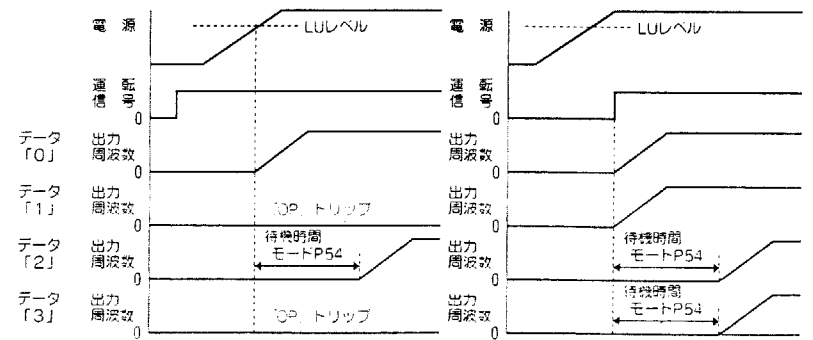 電源
LUレベル
運転信号
0
データ「0」
出力周波数
0
データ「1」
出力周波数
0
「OP」トリップ
データ「2」
出力周波数
0
待機時間
モードP54
データ「3」
出力周波数
0
「OP」トリップ
電源
LUレベル
運転信号
0
出力周波数
0
出力周波数
0
出力周波数
0
待機時間
モードP54
出力周波数
0
待機時間
モードP54